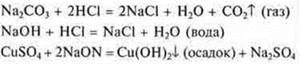 Na₂CO₃ + 2HCl = 2NaCl + H₂O + CO₂↑ (газ)
NaOH + HCl = NaCl + H₂O (вода)
CuSO₄ + 2NaON = Cu(OH)₂↓ (осадок) + Na₂SO₄